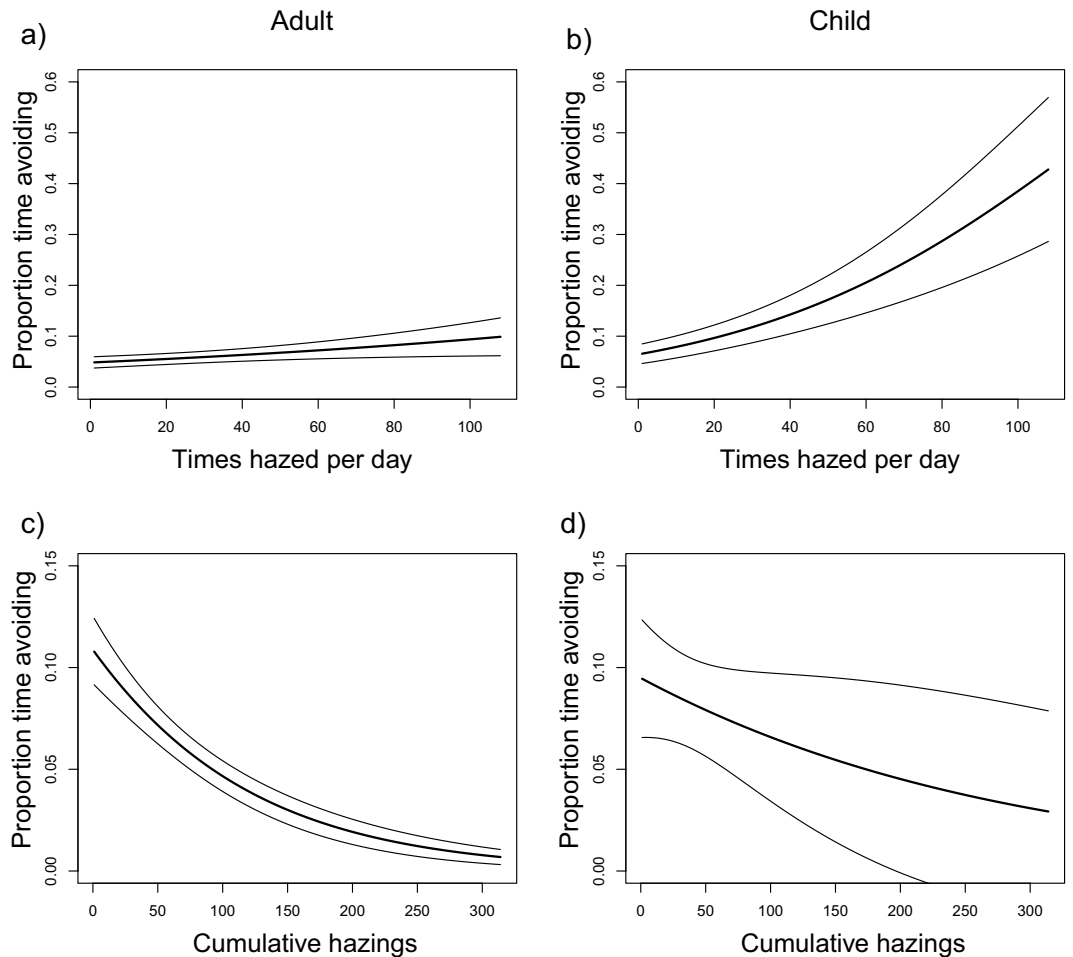 Adult
Child
a)
b)
Proportion time avoiding
0.0 0.1 0.2 0.3 0.4 0.5 0.6
0 20 40 60 80 100
Times hazed per day
Proportion time avoiding
0.0 0.1 0.2 0.3 0.4 0.5 0.6
0 20 40 60 80 100
Times hazed per day
c)
d)
Proportion time avoiding
0.00 0.05 0.10 0.15
0 50 100 150 200 250 300
Cumulative hazings
Proportion time avoiding
0.00 0.05 0.10 0.15
0 50 100 150 200 250 300
Cumulative hazings